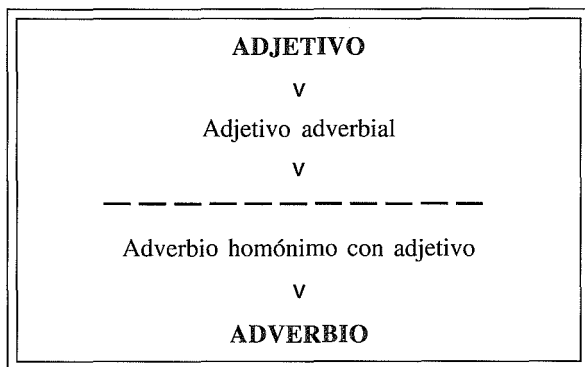 ADJETIVO
v
Adjetivo adverbial
v
— — — — — — — — — — —
Adverbio homónimo con adjetivo
v
ADVERBIO